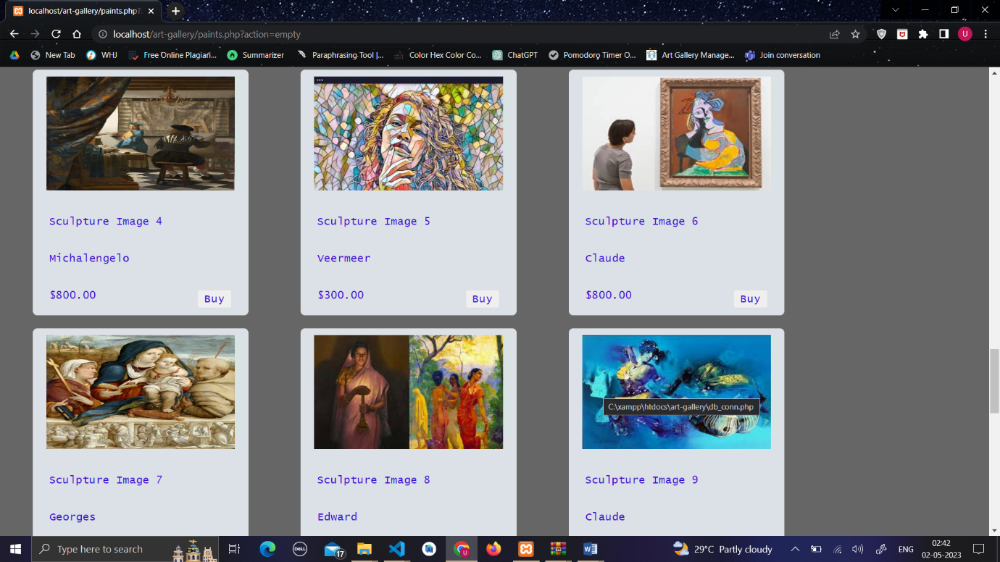 localhost/art-gallery/paints.php?
localhost/art-gallery/paints.php?action=empty
U
New Tab
WHJ
Free Online Plagiari...
Summarizer
Paraphrasing Tool |...
Color Hex Color Co...
ChatGPT
Pomodoro Timer O...
Art Gallery Manage...
Join conversation
Sculpture Image 4
Sculpture Image 5
Sculpture Image 6
Michalengelo
Veermeer
Claude
$800.00
Buy
$300.00
Buy
$800.00
Buy
C:\xampp\htdocs\art-gallery\db_conn.php
Sculpture Image 7
Sculpture Image 8
Sculpture Image 9
Georges
Edward
Claude
Type here to search
DELL
17
U
29°C Partly cloudy
ENG
02:42
02-05-2023